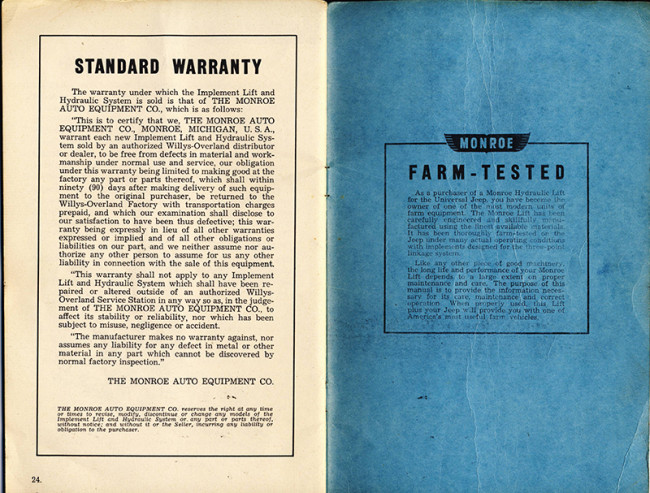 STANDARD WARRANTY
The warranty under which the Implement Lift and
Hydraulic System is sold is that of THE MONROE
AUTO EQUIPMENT CO., which is as follows:
"This is to certify that we, THE MONROE AUTO
EQUIPMENT CO., MONROE, MICHIGAN, U. S. A.,
warrant each new Implement Lift and Hydraulic Sys-
tem sold by an authorized Willys-Overland distributor
or dealer, to be free from defects in material and work-
manship under normal use and service, our obligation
under this warranty being limited to making good at the
factory any part or parts thereof, which shall within
ninety (90) days after making delivery of such equip-
ment to the original purchaser, be returned to the
Willys-Overland Factory with transportation charges
prepaid, and which our examination shall disclose to
our satisfaction to have been thus defective; this war-
ranty being expressly in lieu of all other warranties
expressed or implied and of all other obligations or
liabilities on our part, and we neither assume nor au-
thorize any other person to assume for us any other
liability in connection with the sale of this equipment.
"This warranty shall not apply to any Implement
Lift and Hydraulic System which shall have been re-
paired or altered outside of an authorized Willys-
Overland Service Station in any way so as, in the judge-
ment of THE MONROE AUTO EQUIPMENT CO., to
affect its stability or reliability, nor which has been
subject to misuse, negligence or accident.
"The manufacturer makes no warranty against, nor
assumes any liability for any defect in metal or other
material in any part which cannot be discovered by
normal factory inspection."
THE MONROE AUTO EQUIPMENT CO.
THE MONROE AUTO EQUIPMENT CO. reserves the right at any time
or times to revise, modify, discontinue or change any models of the
Implement Lift and Hydraulic System or any part or parts thereof,
without notice; and without it or the Seller, incurring any liability or
obligation to the purchaser.
24.
MONROE
FARM-TESTED
As a purchaser of a Monroe Hydraulic Lift
for the Universal Jeep, you have become the
owner of one of the most modern units of
farm equipment. The Monroe Lift has been
carefully engineered and skillfully manu-
factured using the finest available materials.
It has been thoroughly farm-tested on the
Jeep under many actual operating conditions
with implements designed for the three-point
linkage system.
Like any other piece of good machinery,
the long life and performance of your Monroe
Lift depends to a large extent on proper
maintenance and care. The purpose of this
manual is to provide the information neces-
sary for its care, maintenance and correct
operation. When properly used, this Lift
plus your Jeep will provide you with one of
America's most useful farm vehicles.